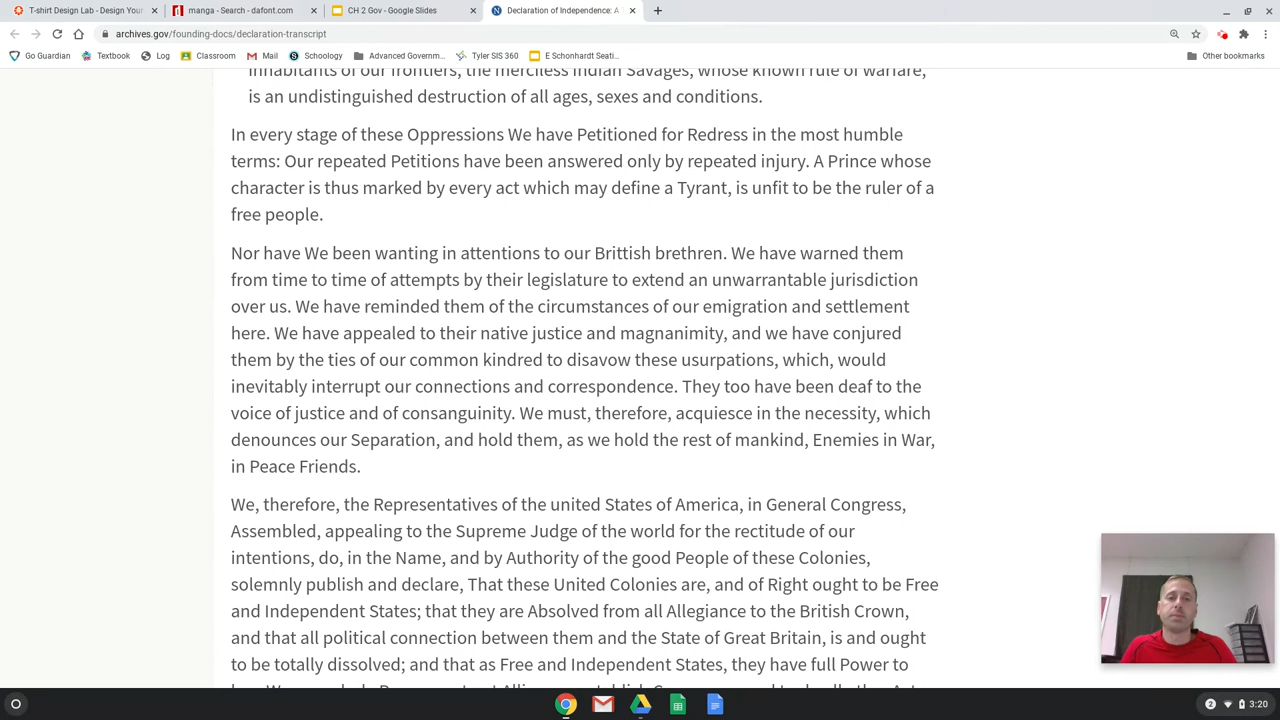 T-shirt Design Lab - Design Your
manga - Search - dafont.com
CH 2 Gov - Google Slides
Declaration of Independence: A
archives.gov/founding-docs/declaration-transcript
Go Guardian
Textbook
Log
Classroom
Mail
Schoology
Advanced Governm...
Tyler SIS 360
E Schonhardt Seati...
Other bookmarks
inhabitants of our frontiers, the merciless Indian Savages, whose known rule of warfare,
is an undistinguished destruction of all ages, sexes and conditions.
In every stage of these Oppressions We have Petitioned for Redress in the most humble
terms: Our repeated Petitions have been answered only by repeated injury. A Prince whose
character is thus marked by every act which may define a Tyrant, is unfit to be the ruler of a
free people.
Nor have We been wanting in attentions to our Brittish brethren. We have warned them
from time to time of attempts by their legislature to extend an unwarrantable jurisdiction
over us. We have reminded them of the circumstances of our emigration and settlement
here. We have appealed to their native justice and magnanimity, and we have conjured
them by the ties of our common kindred to disavow these usurpations, which, would
inevitably interrupt our connections and correspondence. They too have been deaf to the
voice of justice and of consanguinity. We must, therefore, acquiesce in the necessity, which
denounces our Separation, and hold them, as we hold the rest of mankind, Enemies in War,
in Peace Friends.
We, therefore, the Representatives of the united States of America, in General Congress,
Assembled, appealing to the Supreme Judge of the world for the rectitude of our
intentions, do, in the Name, and by Authority of the good People of these Colonies,
solemnly publish and declare, That these United Colonies are, and of Right ought to be Free
and Independent States; that they are Absolved from all Allegiance to the British Crown,
and that all political connection between them and the State of Great Britain, is and ought
to be totally dissolved; and that as Free and Independent States, they have full Power to
2
3:20